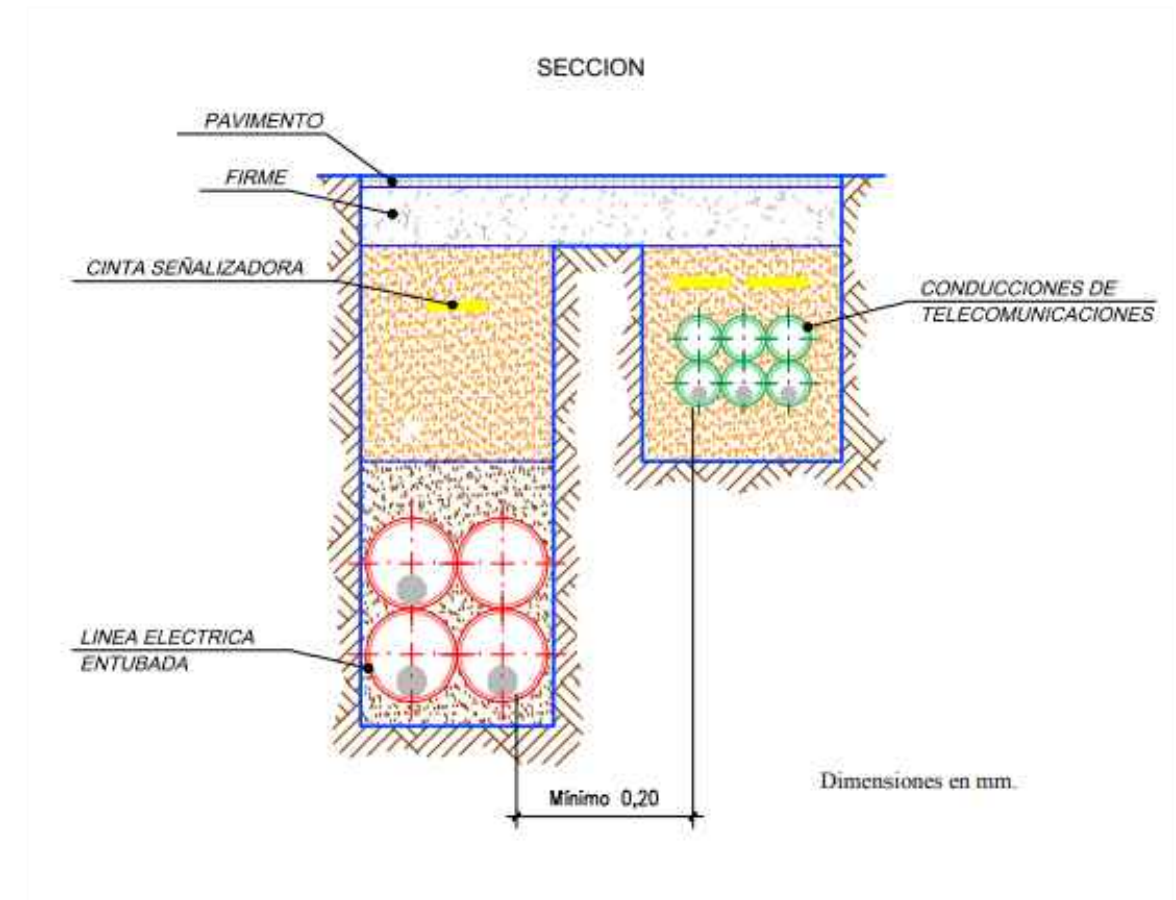 SECCION
PAVIMENTO
FIRME
CINTA SEÑALIZADORA
CONDUCCIONES DE
TELECOMUNICACIONES
LINEA ELECTRICA
ENTUBADA
Dimensiones en mm.
Mínimo 0,20